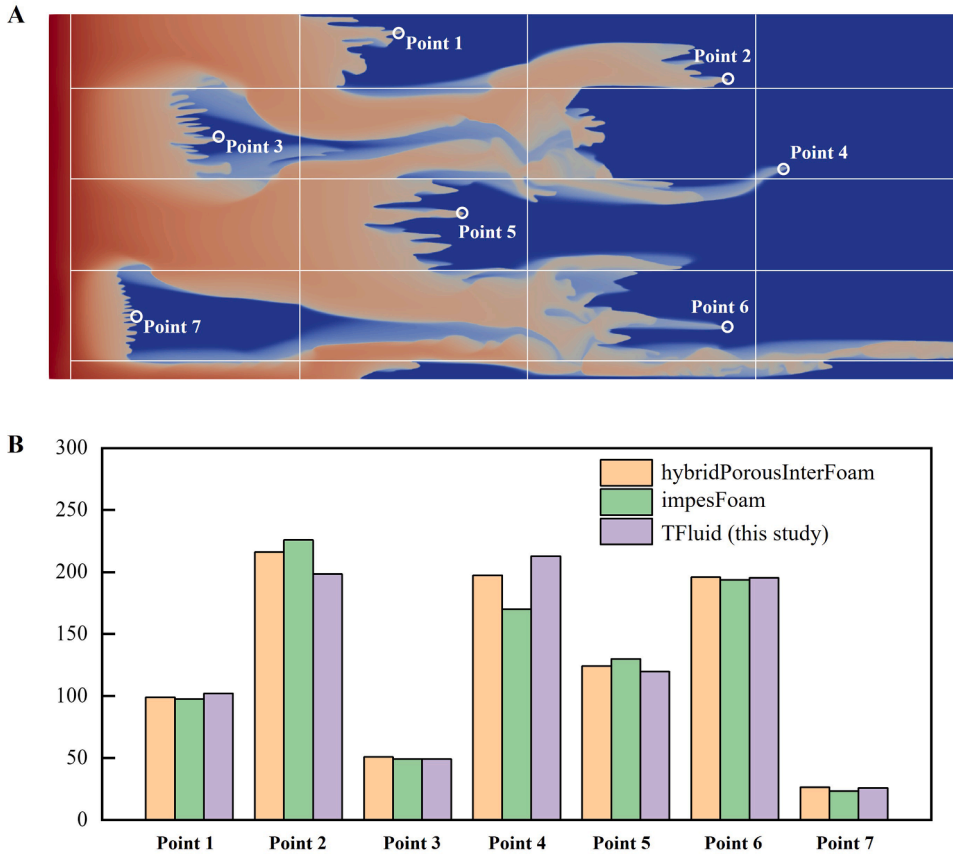 A
Point 1
Point 2
Point 3
Point 4
Point 5
Point 6
Point 7
B
300
250
200
150
100
50
0
hybridPorousInterFoam
impesFoam
TFluid (this study)
Point 1 Point 2 Point 3 Point 4 Point 5 Point 6 Point 7